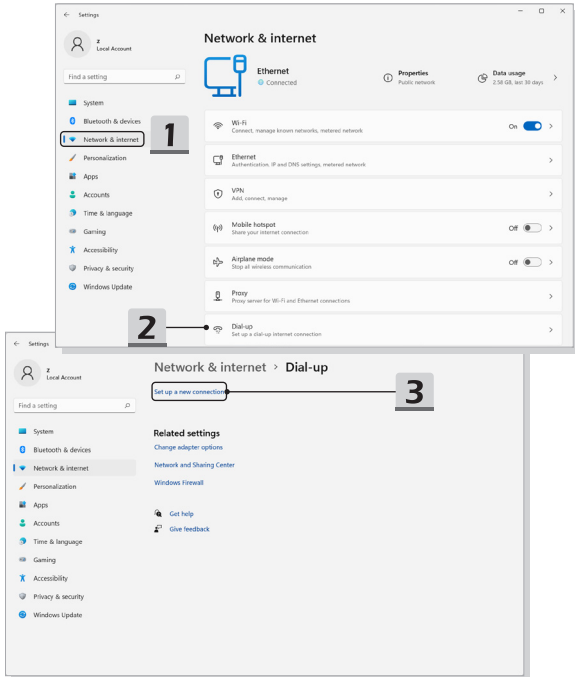 Settings
z
Local Account
Find a setting
System
Bluetooth & devices
Network & internet
Personalization
Apps
Accounts
Time & language
Gaming
Accessibility
Privacy & security
Windows Update
1
Network & internet
Ethernet
Connected
Properties
Public network
Data usage
2.58 GB, last 30 days
Wi-Fi
Connect, manage known networks, metered network
On
Ethernet
Authentication, IP and DNS settings, metered network
VPN
Add, connect, manage
Mobile hotspot
Share your internet connection
Off
Airplane mode
Stop all wireless communication
Off
Proxy
Proxy server for Wi-Fi and Ethernet connections
Dial-up
Set up a dial-up internet connection
2
Settings
z
Local Account
Find a setting
System
Bluetooth & devices
Network & internet
Personalization
Apps
Accounts
Time & language
Gaming
Accessibility
Privacy & security
Windows Update
Network & internet > Dial-up
Set up a new connection
3
Related settings
Change adapter options
Network and Sharing Center
Windows Firewall
Get help
Give feedback